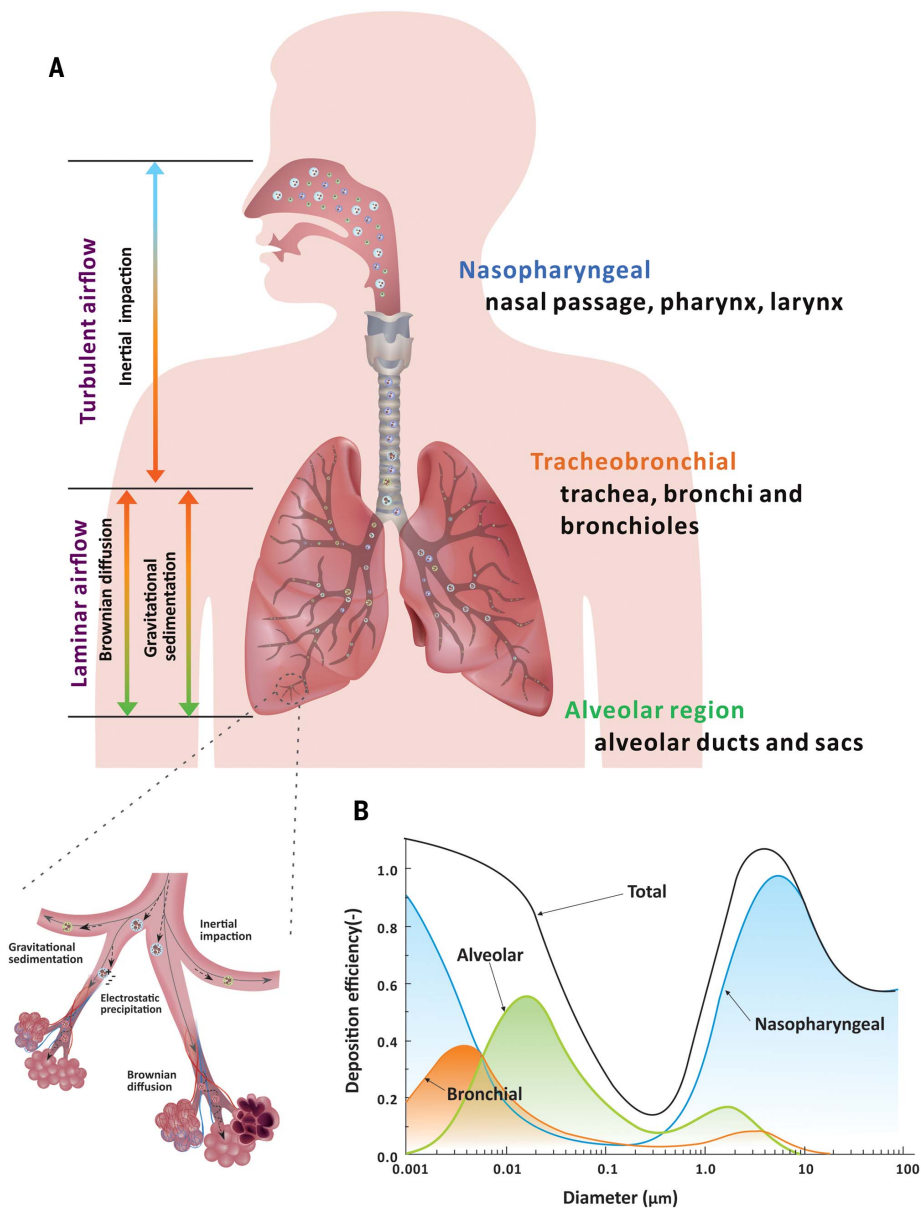 A
Turbulent airflow
Inertial impaction
Nasopharyngeal
nasal passage, pharynx, larynx
Tracheobronchial
trachea, bronchi and
bronchioles
Laminar airflow
Brownian diffusion
Gravitational
sedimentation
Alveolar region
alveolar ducts and sacs
Gravitational
sedimentation
Inertial
impaction
Electrostatic
precipitation
Brownian
diffusion
B
Deposition efficiency(-)
1.0
0.8
0.6
0.4
0.2
0.0
Total
Alveolar
Nasopharyngeal
Bronchial
0.001
0.01
0.1
1.0
10
100
Diameter (μm)